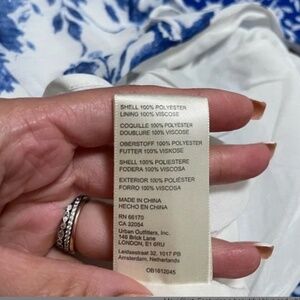 SHELL 100% POLYESTER
LINING 100% VISCOSE
COQUILLE 100% POLYESTER
DOUBLURE 100% VISCOSE
OBERSTOFF 100% POLYESTER
FUTTER 100% VISKOSE
SHELL 100% POLIESTERE
FODERA 100% VISCOSA
EXTERIOR 100% POLIÉSTER
FORRO 100% VISCOSA
MADE IN CHINA
HECHO EN CHINA
RN 66170
CA 32054
Urban Outfitters, Inc.
146 Brick Lane
LONDON, E1 6RU
Leidsestraat 32, 1017 PB
Amsterdam, Netherlands
OB1612045